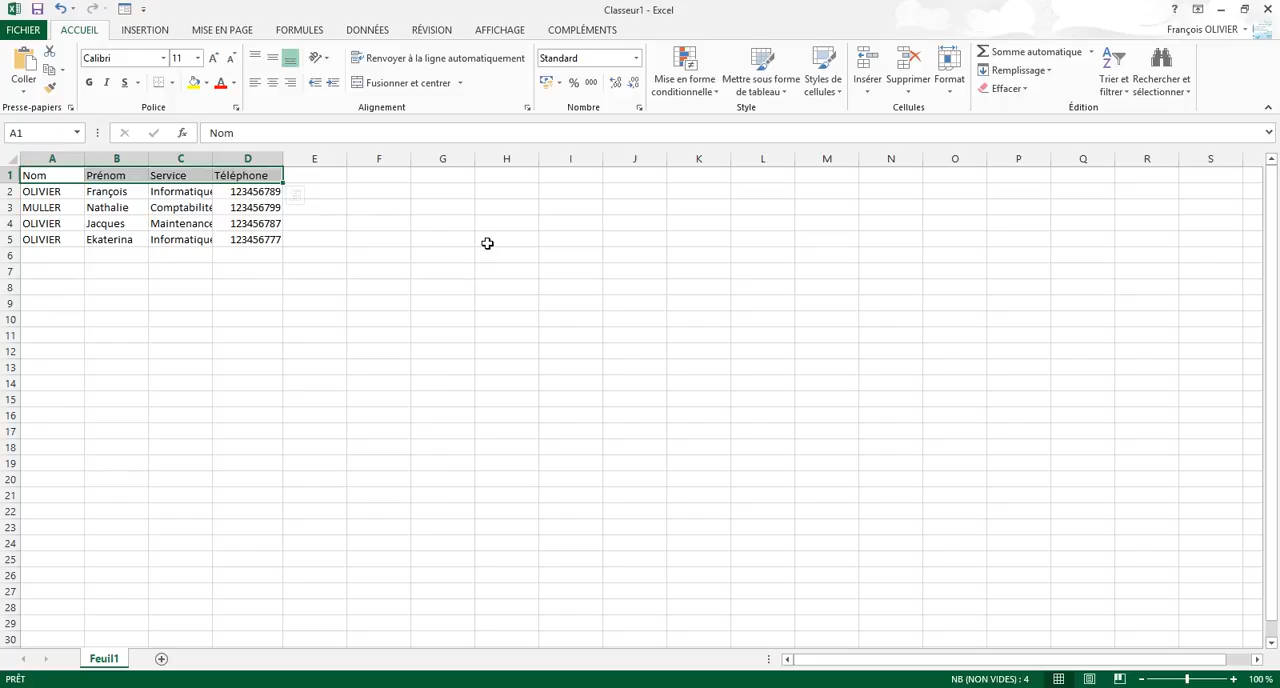 Classeur1 - Excel
?
FICHIER ACCUEIL INSERTION MISE EN PAGE FORMULES DONNÉES RÉVISION AFFICHAGE COMPLÉMENTS François OLIVIER
Coller
Presse-papiers
Calibri 11
G I S
Police
Renvoyer à la ligne automatiquement
Fusionner et centrer
Alignement
Standard
% 000
Nombre
Mise en forme conditionnelle
Mettre sous forme de tableau
Styles de cellules
Style
Insérer Supprimer Format
Cellules
Somme automatique
Remplissage
Effacer
Trier et filtrer
Rechercher et sélectionner
Édition
A1 fx Nom
A B C D E F G H I J K L M N O P Q R S
1 Nom Prénom Service Téléphone
2 OLIVIER François Informatique 123456789
3 MULLER Nathalie Comptabilité 123456799
4 OLIVIER Jacques Maintenance 123456787
5 OLIVIER Ekaterina Informatique 123456777
6
7
8
9
10
11
12
13
14
15
16
17
18
19
20
21
22
23
24
25
26
27
28
29
30
Feuil1
PRÊT NB (NON VIDES) : 4 100 %